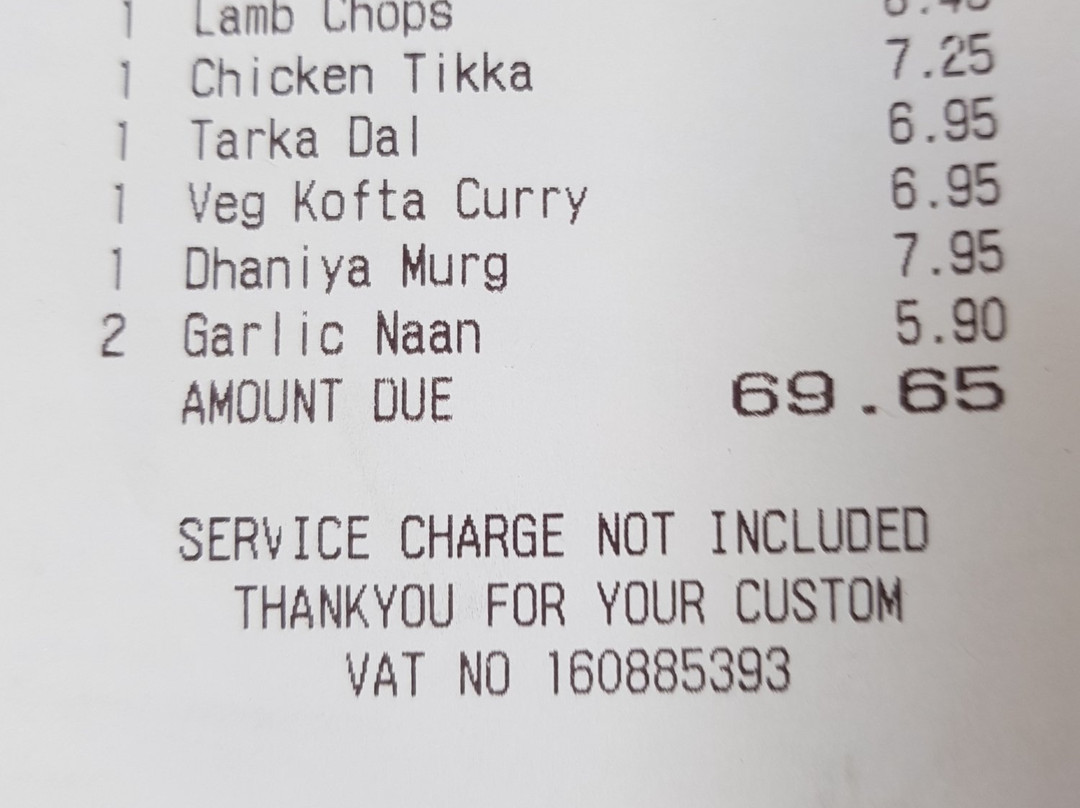 1 Lamb Chops
1 Chicken Tikka 7.25
1 Tarka Dal 6.95
1 Veg Kofta Curry 6.95
1 Dhaniya Murg 7.95
2 Garlic Naan 5.90
AMOUNT DUE 69.65
SERVICE CHARGE NOT INCLUDED
THANKYOU FOR YOUR CUSTOM
VAT NO 160885393